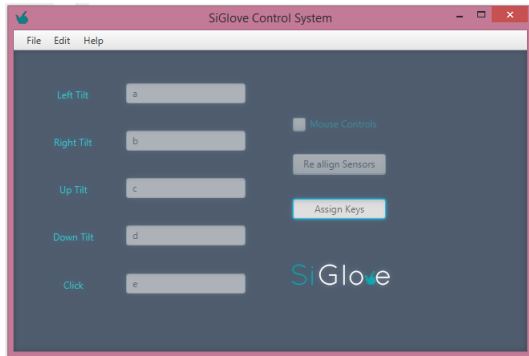 SiGlove Control System
File Edit Help
Left Tilt a
Mouse Controls
Right Tilt b
Re allign Sensors
Up Tilt c
Assign Keys
Down Tilt d
Click e
SiGlove